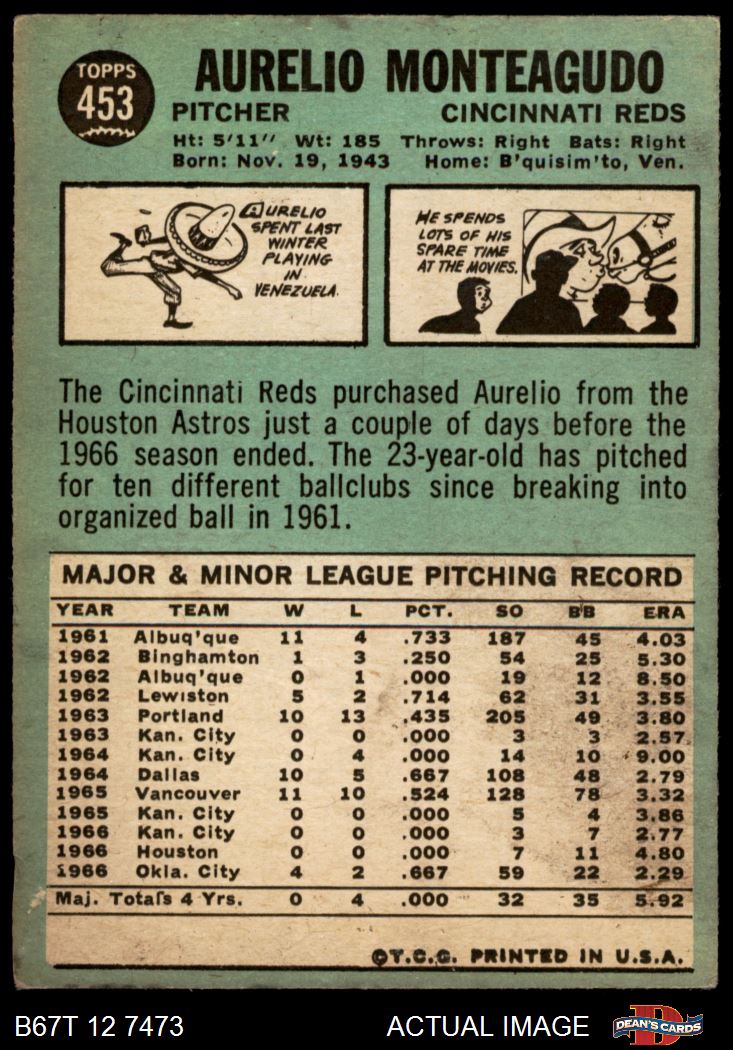 TOPPS
453
AURELIO MONTEAGUDO
PITCHER CINCINNATI REDS
Ht: 5'11" Wt: 185 Throws: Right Bats: Right
Born: Nov. 19, 1943 Home: B'quisim'to, Ven.
AURELIO
SPENT LAST
WINTER
PLAYING
IN
VENEZUELA.
HE SPENDS
LOTS OF HIS
SPARE TIME
AT THE MOVIES.
The Cincinnati Reds purchased Aurelio from the
Houston Astros just a couple of days before the
1966 season ended. The 23-year-old has pitched
for ten different ballclubs since breaking into
organized ball in 1961.
MAJOR & MINOR LEAGUE PITCHING RECORD
YEAR TEAM W L PCT. SO BB ERA
1961 Albuq'que 11 4 .733 187 45 4.03
1962 Binghamton 1 3 .250 54 25 5.30
1962 Albuq'que 0 1 .000 19 12 8.50
1962 Lewiston 5 2 .714 62 31 3.55
1963 Portland 10 13 .435 205 49 3.80
1963 Kan. City 0 0 .000 3 3 2.57
1964 Kan. City 0 4 .000 14 10 9.00
1964 Dallas 10 5 .667 108 48 2.79
1965 Vancouver 11 10 .524 128 78 3.32
1965 Kan. City 0 0 .000 5 4 3.86
1966 Kan. City 0 0 .000 3 7 2.77
1966 Houston 0 0 .000 7 11 4.80
1966 Okla. City 4 2 .667 59 22 2.29
Maj. Totals 4 Yrs. 0 4 .000 32 35 5.92
©T.C.G. PRINTED IN U.S.A.
B67T 12 7473 ACTUAL IMAGE DEAN'S CARDS